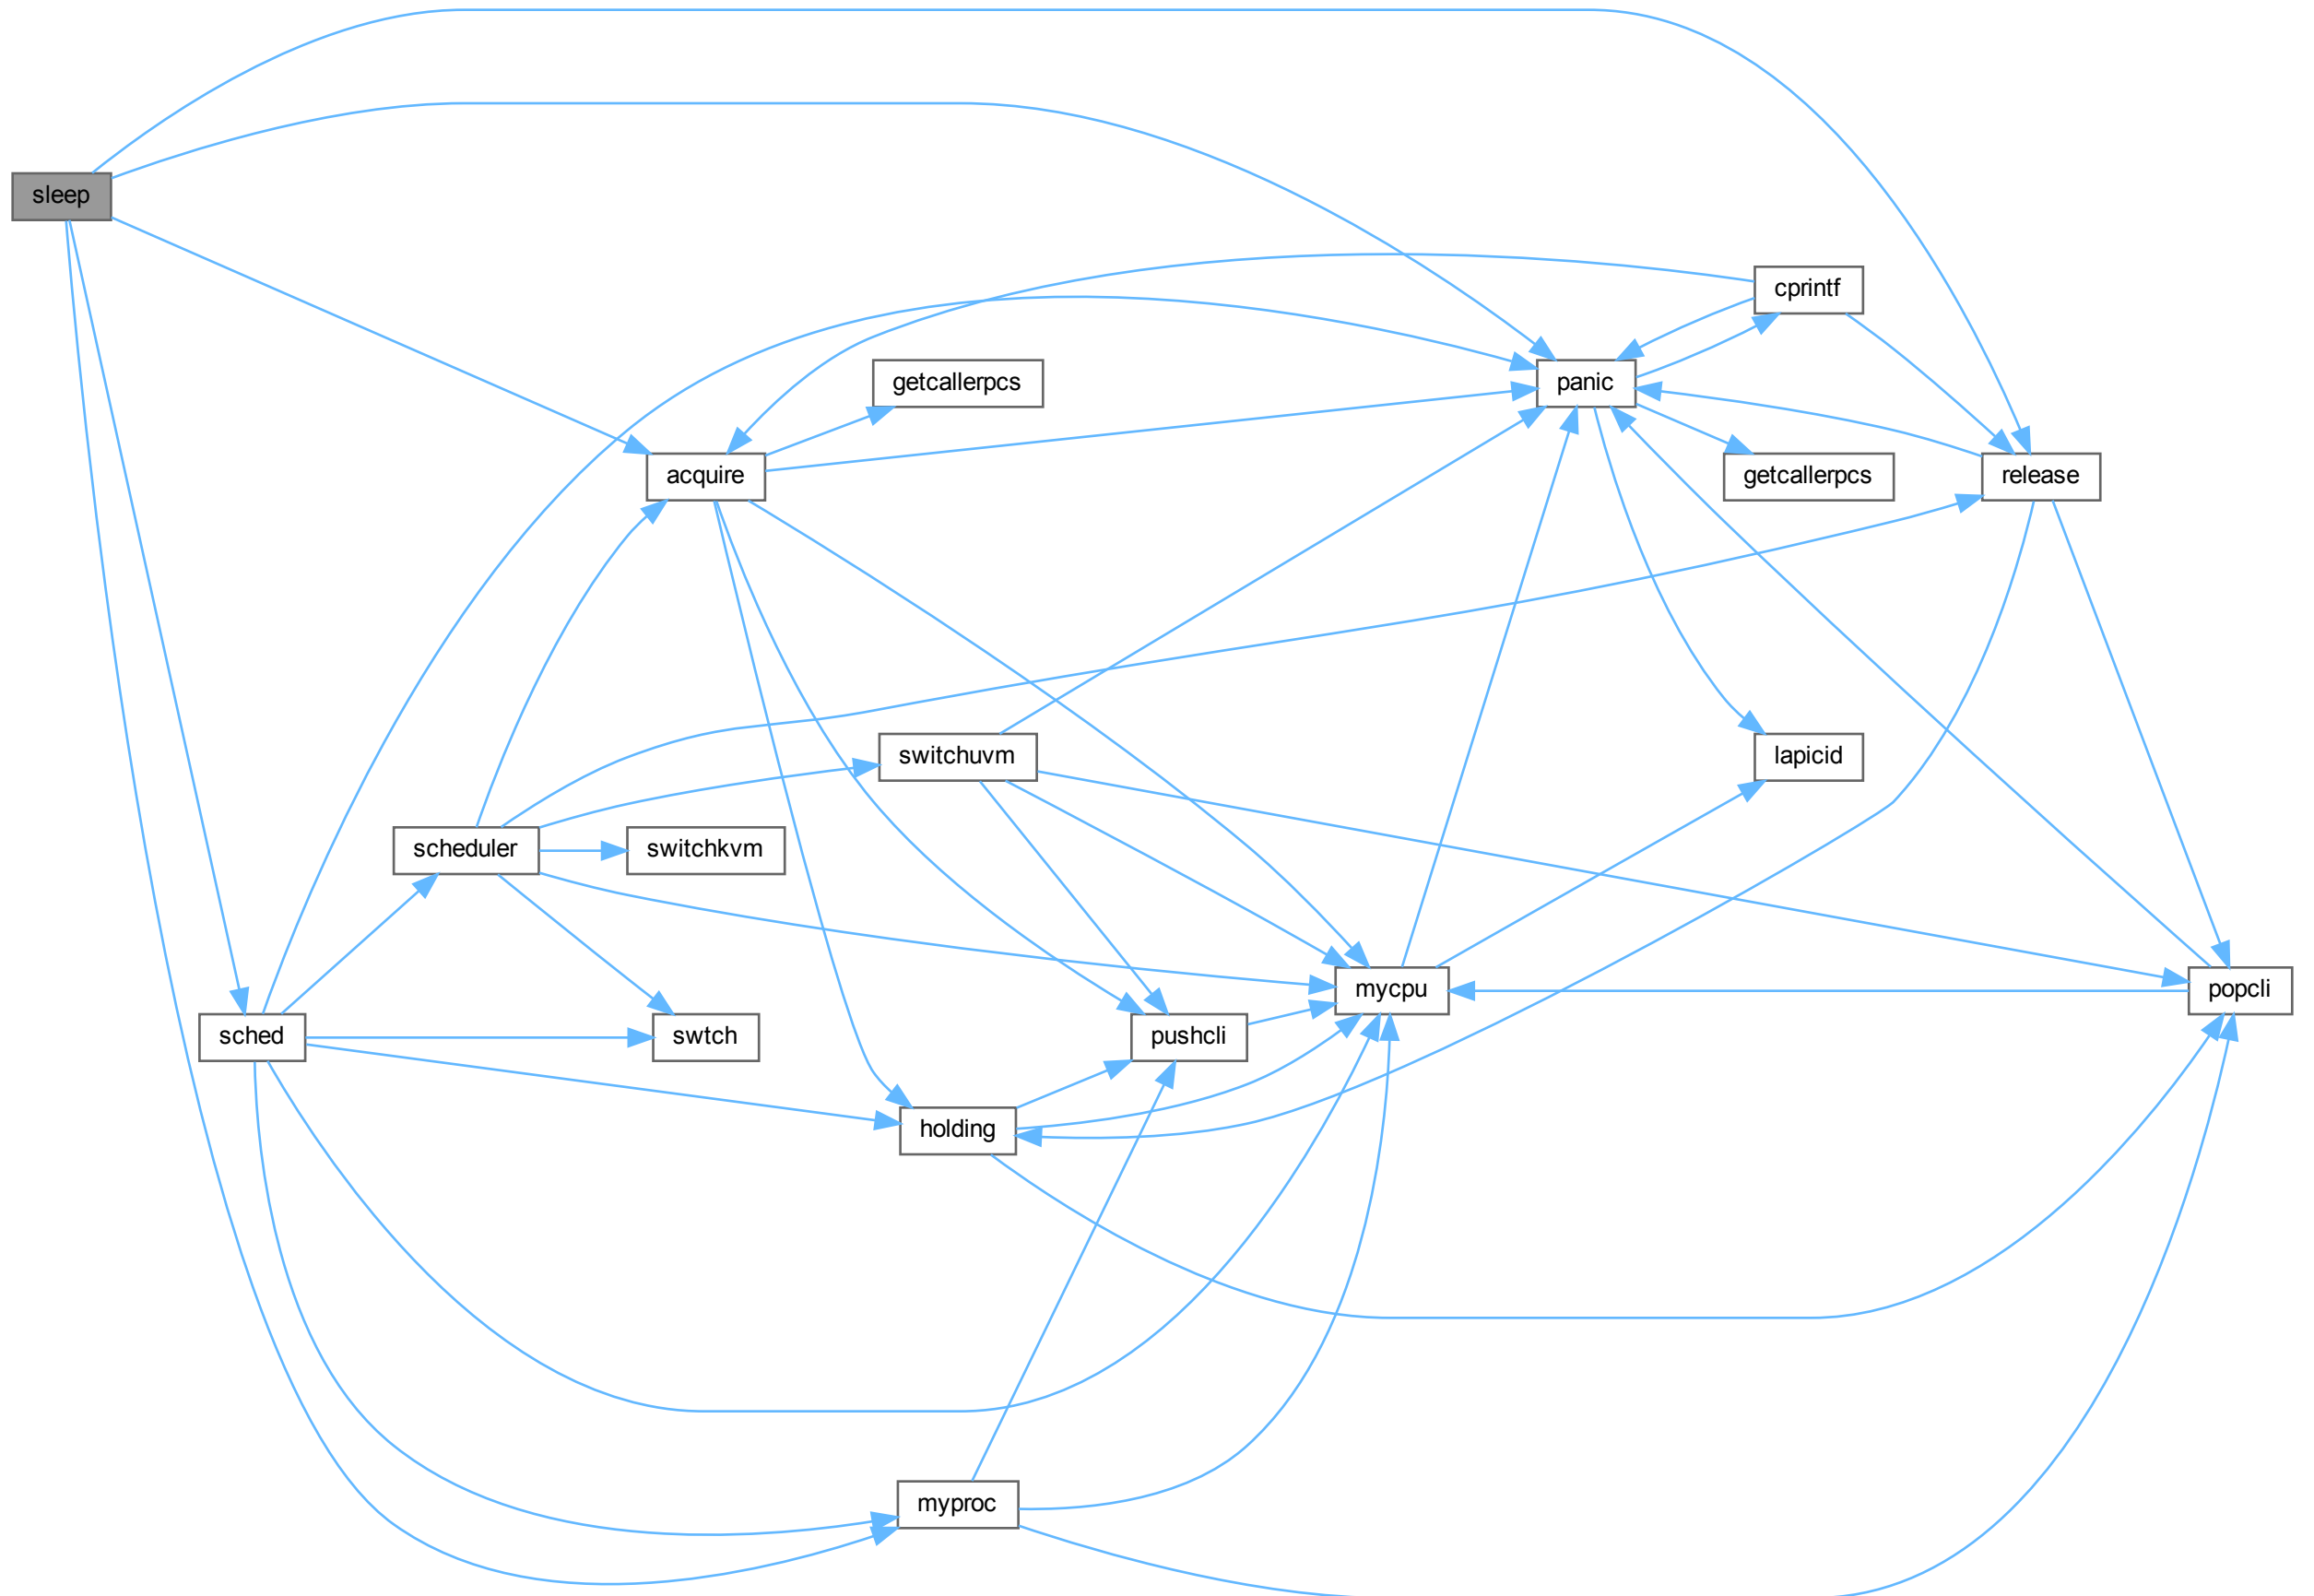 sleep
cprintf
getcallerpcs
panic
acquire
getcallerpcs
release
switchuvm
lapicid
scheduler
switchkvm
mycpu
popcli
sched
swtch
pushcli
holding
myproc